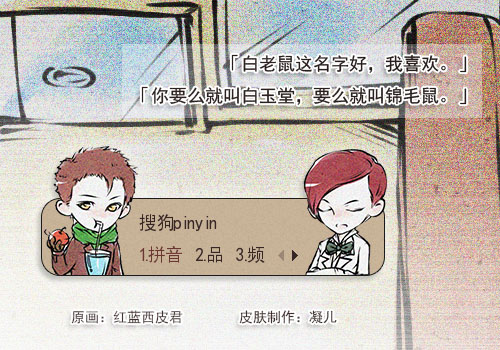 「白老鼠这名字好，我喜欢。」
「你要么就叫白玉堂，要么就叫锦毛鼠。」
搜狗pinyin
1.拼音 2.品 3.频
原画：红蓝西皮君 皮肤制作：凝儿